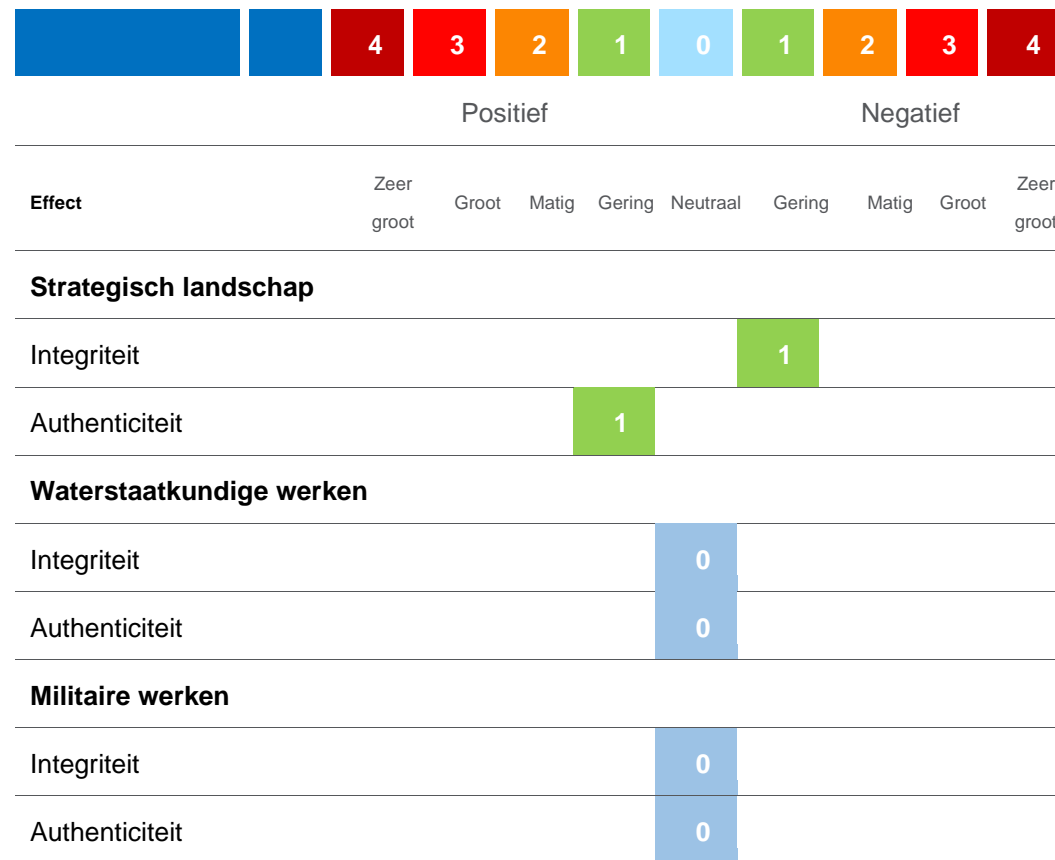 4 3 2 1 0 1 2 3 4
Positief Negatief
Effect Zeer groot Groot Matig Gering Neutraal Gering Matig Groot Zeer groot
Strategisch landschap
Integriteit 1
Authenticiteit 1
Waterstaatkundige werken
Integriteit 0
Authenticiteit 0
Militaire werken
Integriteit 0
Authenticiteit 0